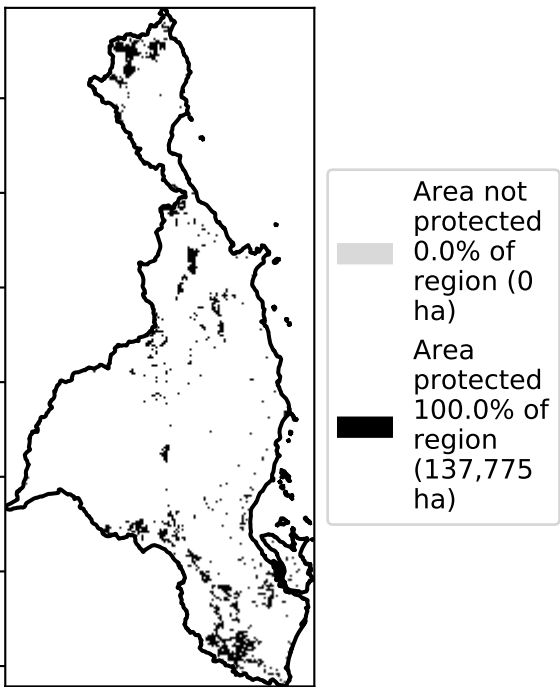 Area not
protected
0.0% of
region (0
ha)
Area
protected
100.0% of
region
(137,775
ha)